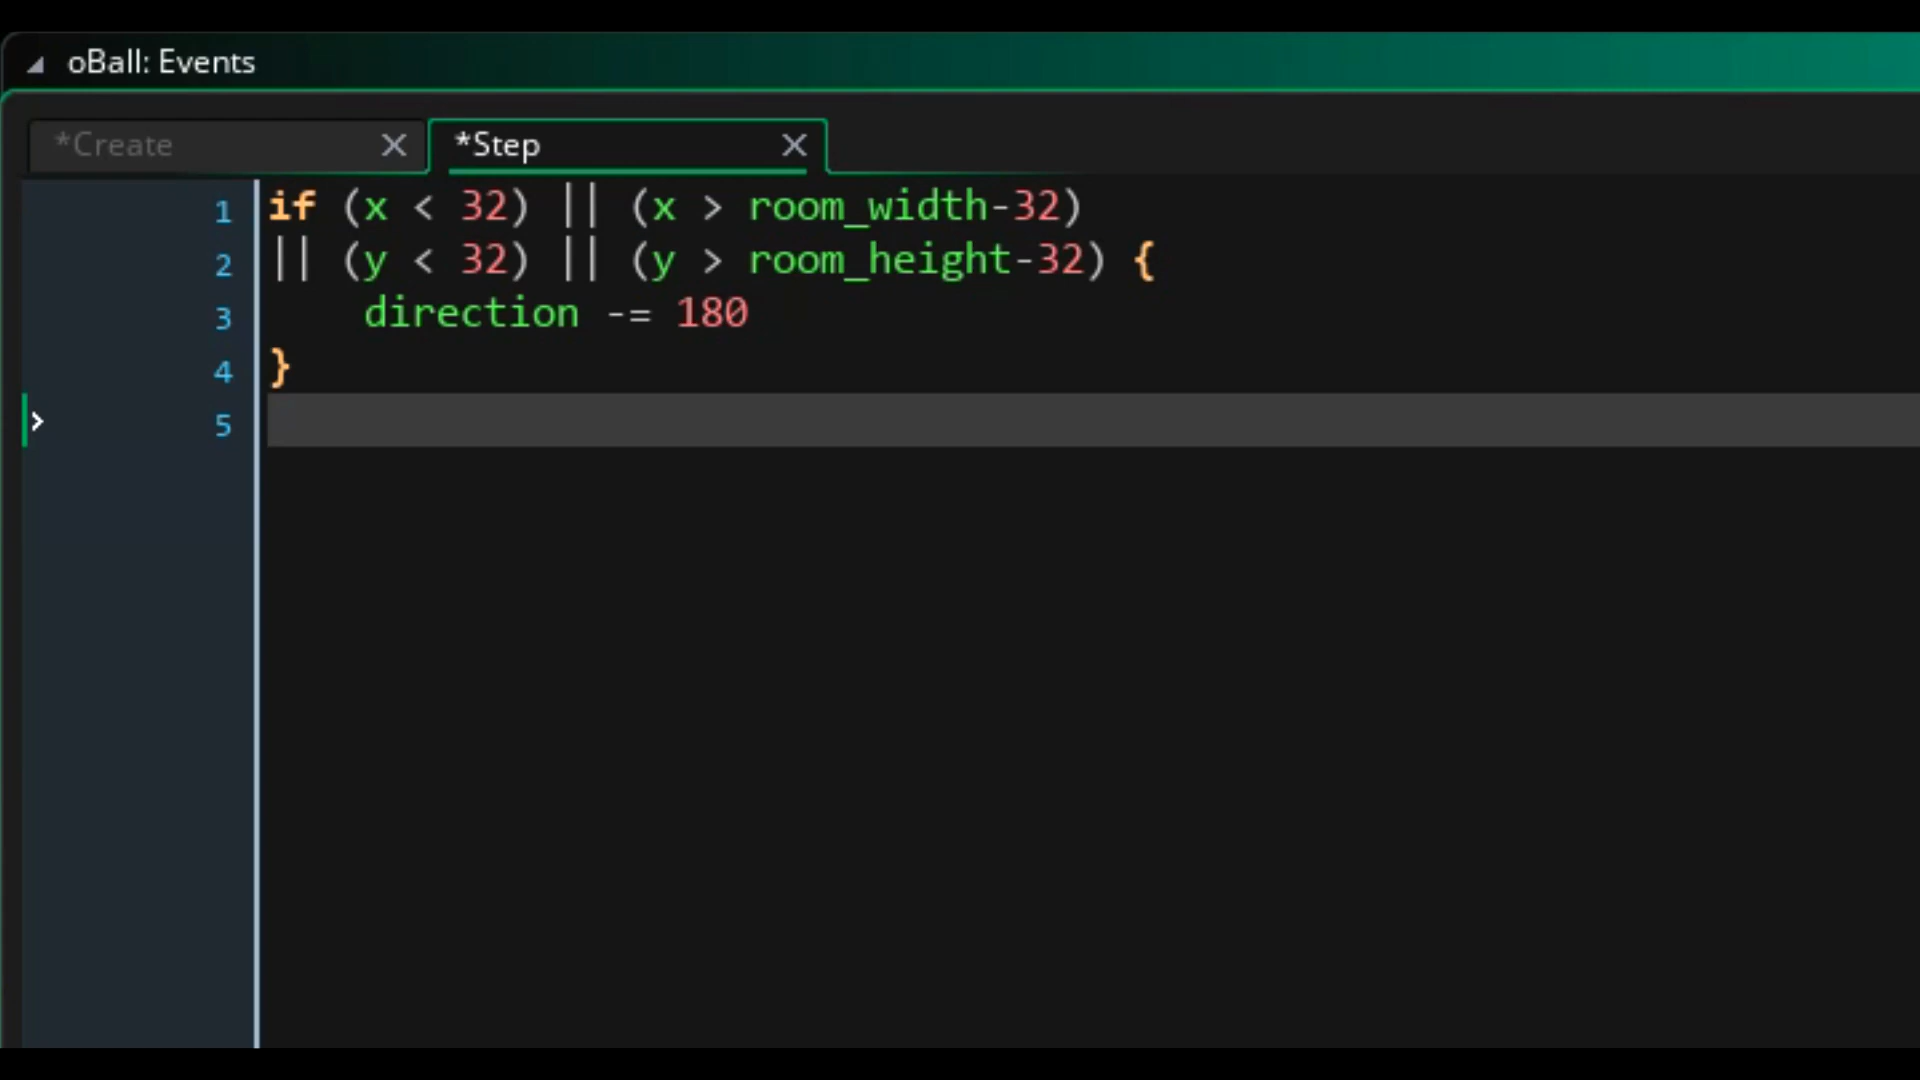 oBall: Events
*Create *Step
1 if (x < 32) || (x > room_width-32)
2 || (y < 32) || (y > room_height-32) {
3 direction -= 180
4 }
5